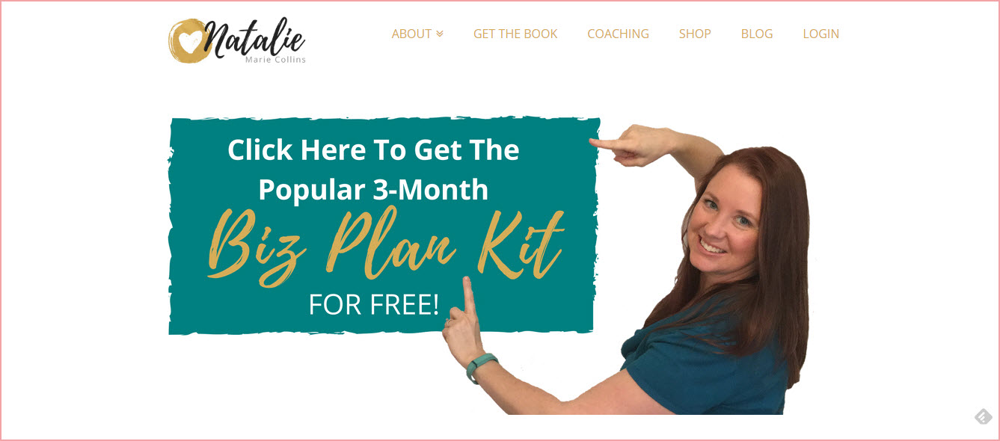 Natalie
Marie Collins
ABOUT
GET THE BOOK
COACHING
SHOP
BLOG
LOGIN
Click Here To Get The
Popular 3-Month
Biz Plan Kit
FOR FREE!